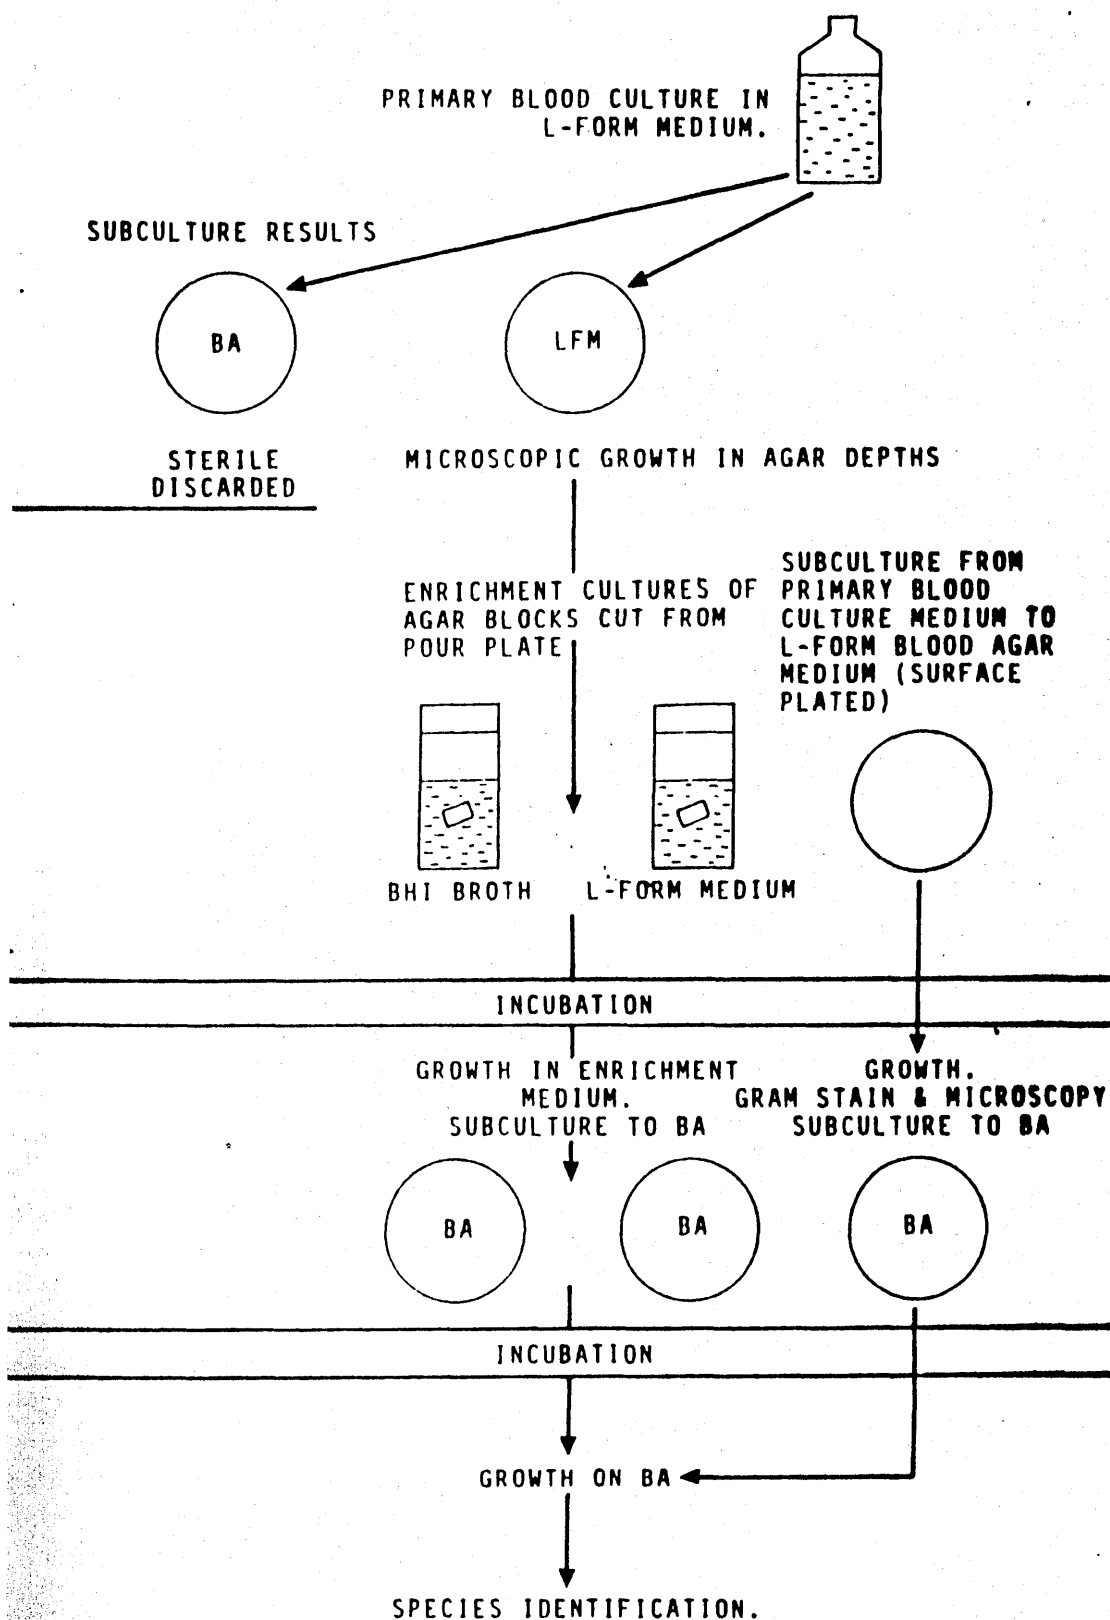 PRIMARY BLOOD CULTURE IN
L-FORM MEDIUM.
SUBCULTURE RESULTS
BA
LFM
STERILE
DISCARDED
MICROSCOPIC GROWTH IN AGAR DEPTHS
ENRICHMENT CULTURES OF
AGAR BLOCKS CUT FROM
POUR PLATE
SUBCULTURE FROM
PRIMARY BLOOD
CULTURE MEDIUM TO
L-FORM BLOOD AGAR
MEDIUM (SURFACE
PLATED)
BHI BROTH
L-FORM MEDIUM
INCUBATION
GROWTH IN ENRICHMENT
MEDIUM.
SUBCULTURE TO BA
GROWTH.
GRAM STAIN & MICROSCOPY
SUBCULTURE TO BA
BA
BA
BA
INCUBATION
GROWTH ON BA
SPECIES IDENTIFICATION.